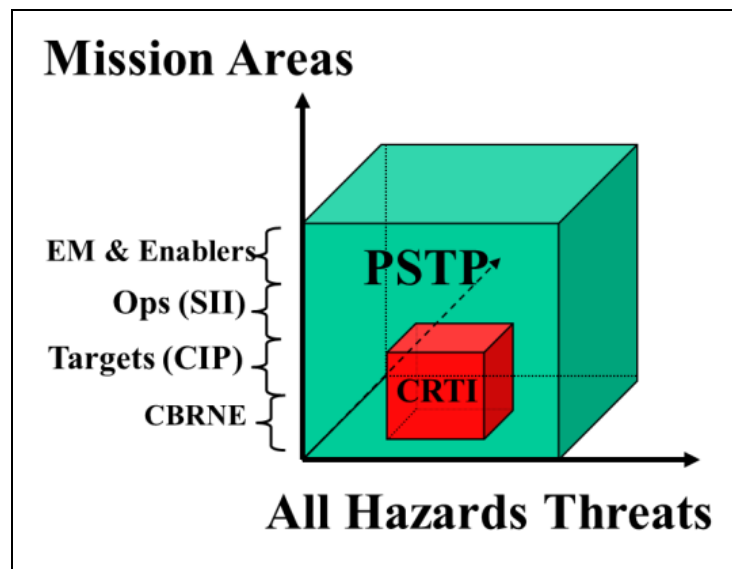 Mission Areas
EM & Enablers
PSTP
Ops (SII)
Targets (CIP)
CRTI
CBRNE
All Hazards Threats